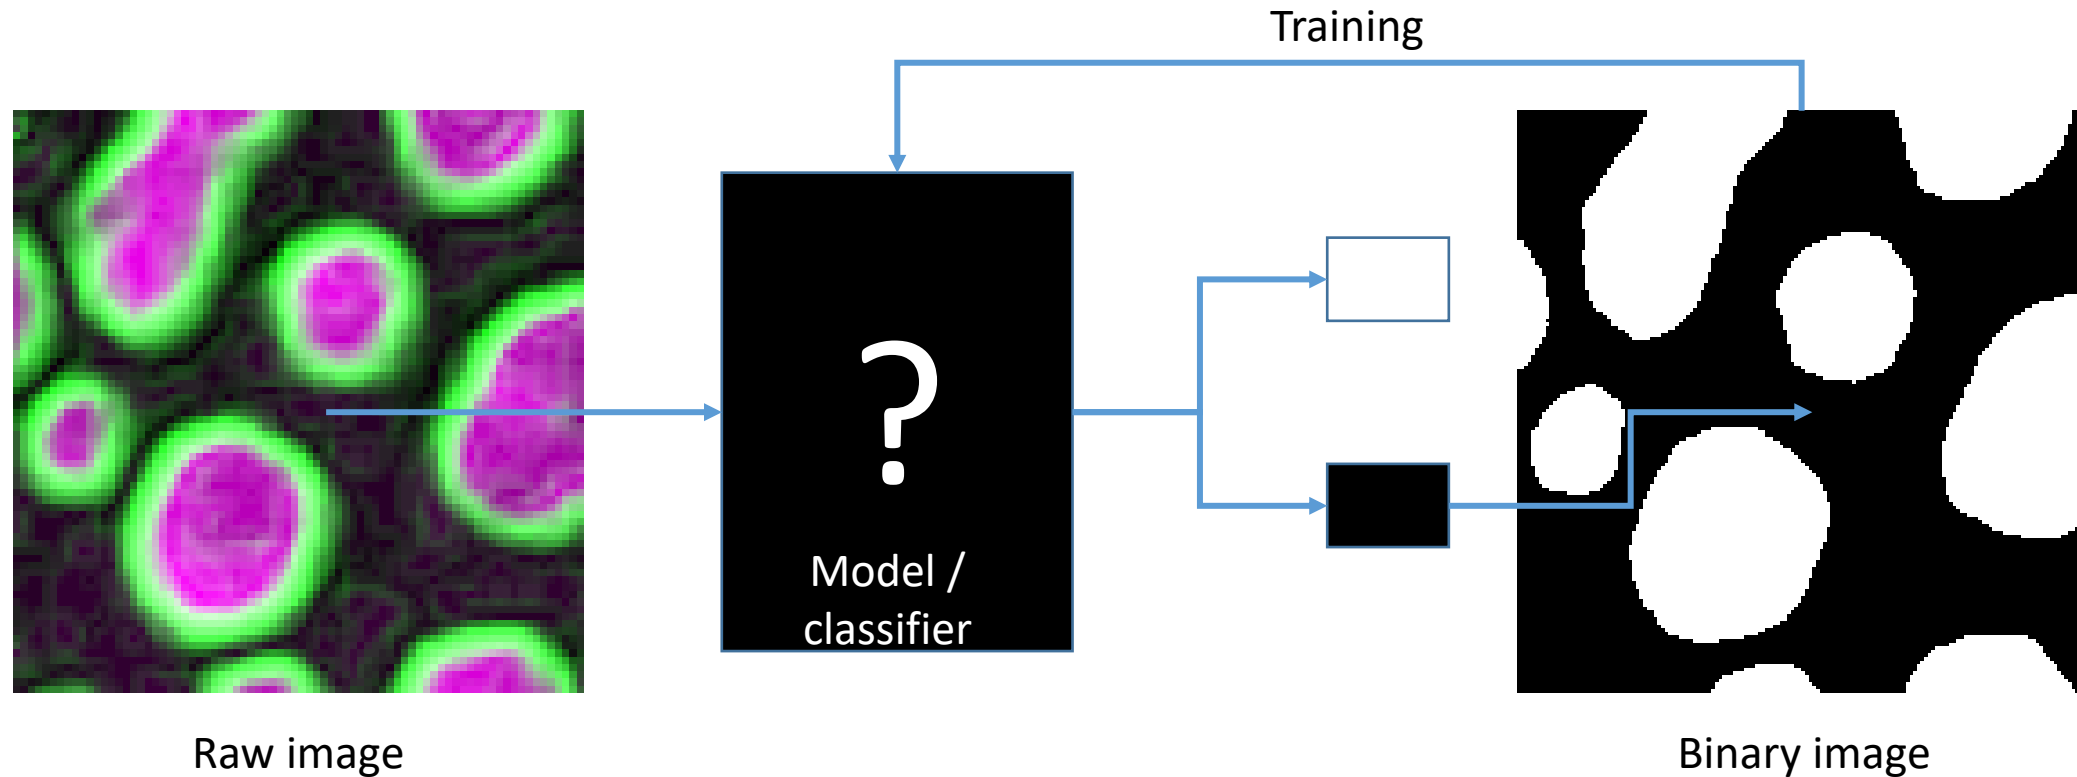 Training
?
Model /
classifier
Raw image
Binary image